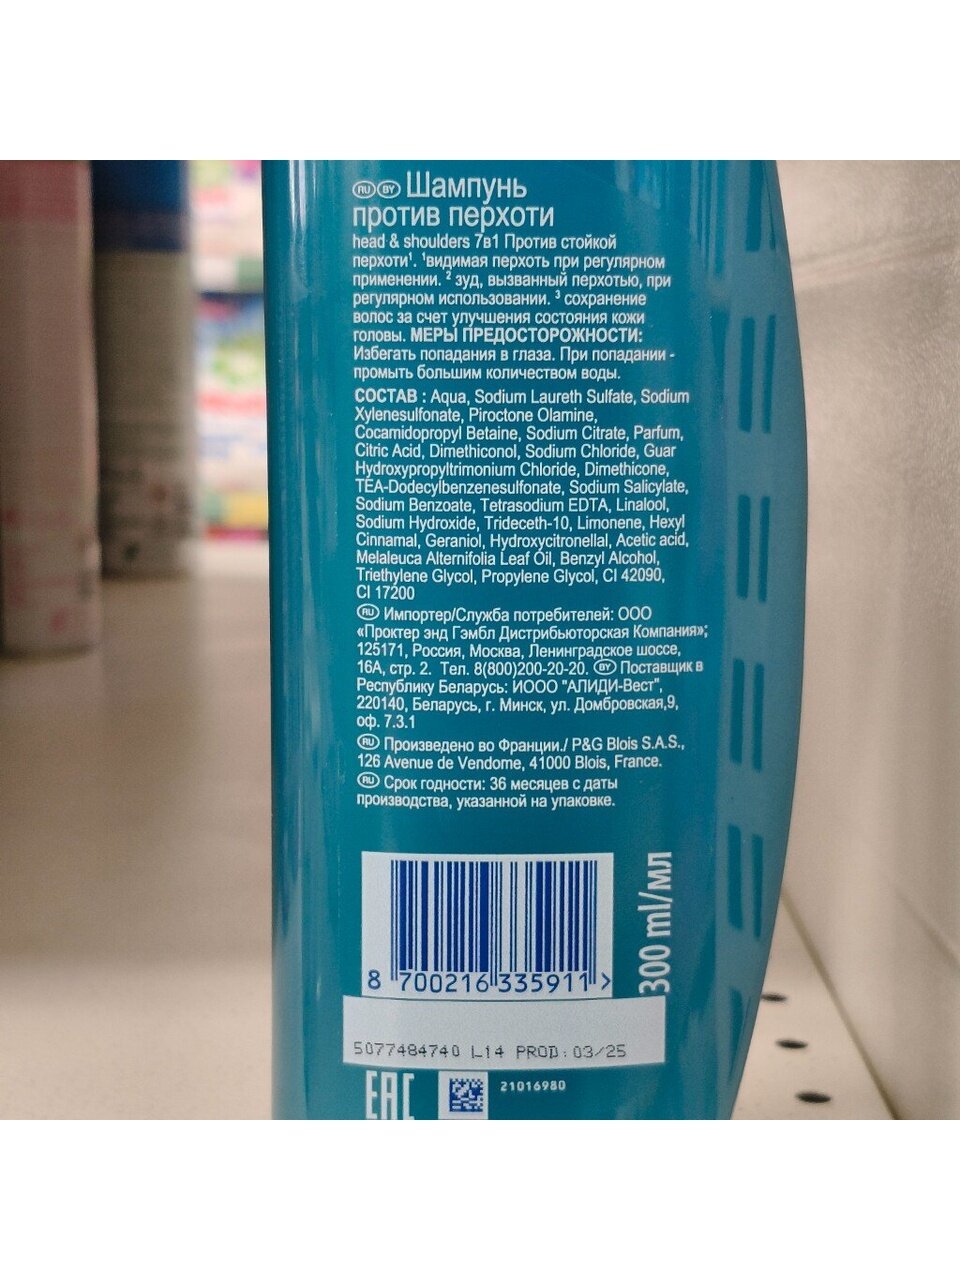 RU BY Шампунь
против перхоти
head & shoulders 7в1 Против стойкой
перхоти¹. ¹видимая перхоть при регулярном
применении. ² зуд, вызванный перхотью, при
регулярном использовании. ³ сохранение
волос за счет улучшения состояния кожи
головы. МЕРЫ ПРЕДОСТОРОЖНОСТИ:
Избегать попадания в глаза. При попадании -
промыть большим количеством воды.
СОСТАВ : Aqua, Sodium Laureth Sulfate, Sodium
Xylenesulfonate, Piroctone Olamine,
Cocamidopropyl Betaine, Sodium Citrate, Parfum,
Citric Acid, Dimethiconol, Sodium Chloride, Guar
Hydroxypropyltrimonium Chloride, Dimethicone,
TEA-Dodecylbenzenesulfonate, Sodium Salicylate,
Sodium Benzoate, Tetrasodium EDTA, Linalool,
Sodium Hydroxide, Trideceth-10, Limonene, Hexyl
Cinnamal, Geraniol, Hydroxycitronellal, Acetic acid,
Melaleuca Alternifolia Leaf Oil, Benzyl Alcohol,
Triethylene Glycol, Propylene Glycol, CI 42090,
CI 17200
RU Импортер/Служба потребителей: ООО
«Проктер энд Гэмбл Дистрибьюторская Компания»;
125171, Россия, Москва, Ленинградское шоссе,
16А, стр. 2. Тел. 8(800)200-20-20. BY Поставщик в
Республику Беларусь: ИООО "АЛИДИ-Вест",
220140, Беларусь, г. Минск, ул. Домбровская,9,
оф. 7.3.1
RU Произведено во Франции./ P&G Blois S.A.S.,
126 Avenue de Vendome, 41000 Blois, France.
RU Срок годности: 36 месяцев с даты
производства, указанной на упаковке.
300 ml/мл
8 700216 335911 >
5077484740 L14 PROD:03/25
EAC
21016980